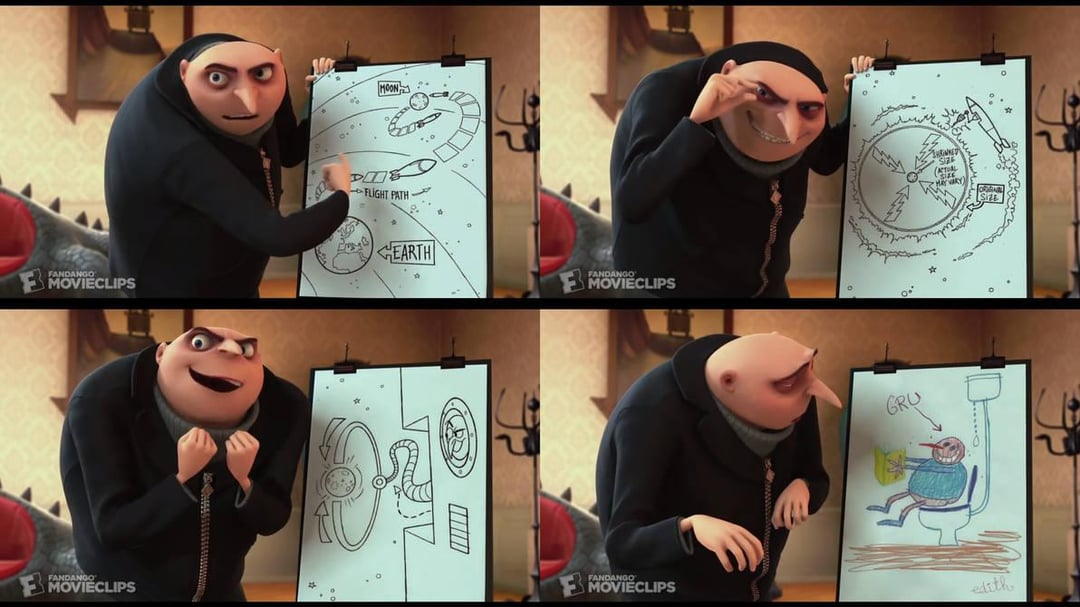 MOON
FLIGHT PATH
EARTH
FANDANGO
MOVIECLIPS
SHRINKED
SIZE
(ACTUAL
SIZE
MAY VARY)
ORIGINAL
SIZE
FANDANGO
MOVIECLIPS
FANDANGO
MOVIECLIPS
GRU
edith
FANDANGO
MOVIECLIPS